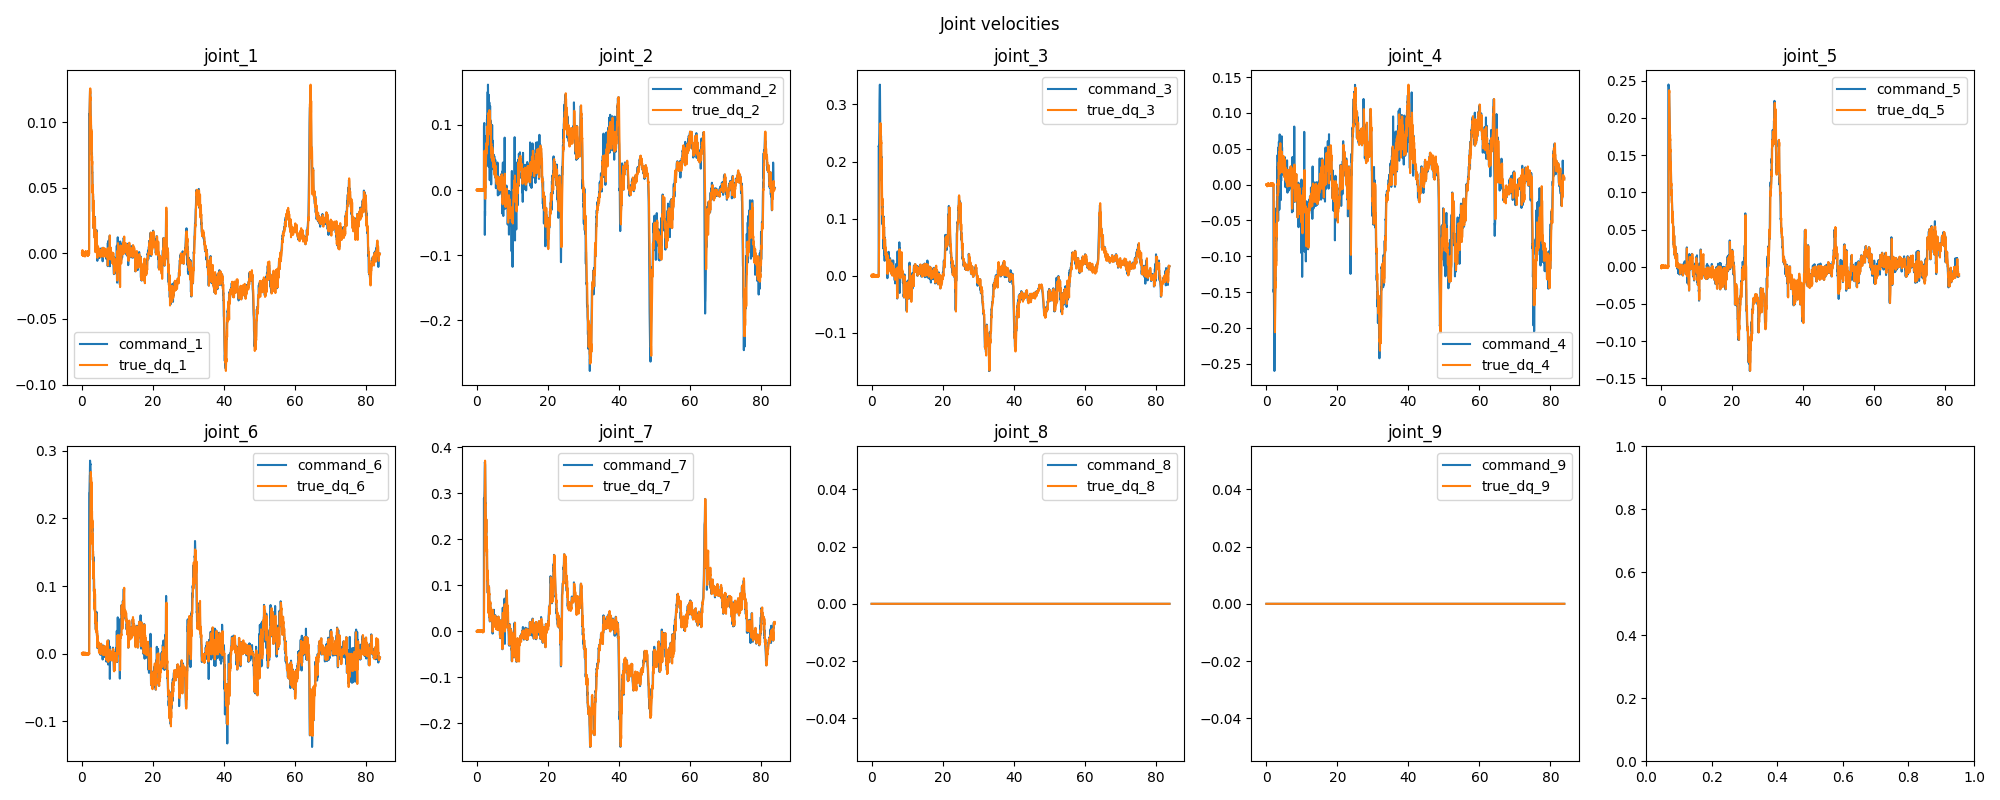 Joint velocities
joint_1
joint_2
joint_3
joint_4
joint_5
command_1
true_dq_1
command_2
true_dq_2
command_3
true_dq_3
command_4
true_dq_4
command_5
true_dq_5
0.10
0.05
0.00
−0.05
−0.10
0 20 40 60 80
0.1
0.0
−0.1
−0.2
0 20 40 60 80
0.3
0.2
0.1
0.0
−0.1
0 20 40 60 80
0.15
0.10
0.05
0.00
−0.05
−0.10
−0.15
−0.20
−0.25
0 20 40 60 80
0.25
0.20
0.15
0.10
0.05
0.00
−0.05
−0.10
−0.15
0 20 40 60 80
joint_6
joint_7
joint_8
joint_9
command_6
true_dq_6
command_7
true_dq_7
command_8
true_dq_8
command_9
true_dq_9
0.3
0.2
0.1
0.0
−0.1
0 20 40 60 80
0.4
0.3
0.2
0.1
0.0
−0.1
−0.2
0 20 40 60 80
0.04
0.02
0.00
−0.02
−0.04
0 20 40 60 80
0.04
0.02
0.00
−0.02
−0.04
0 20 40 60 80
1.0
0.8
0.6
0.4
0.2
0.0
0.0 0.2 0.4 0.6 0.8 1.0